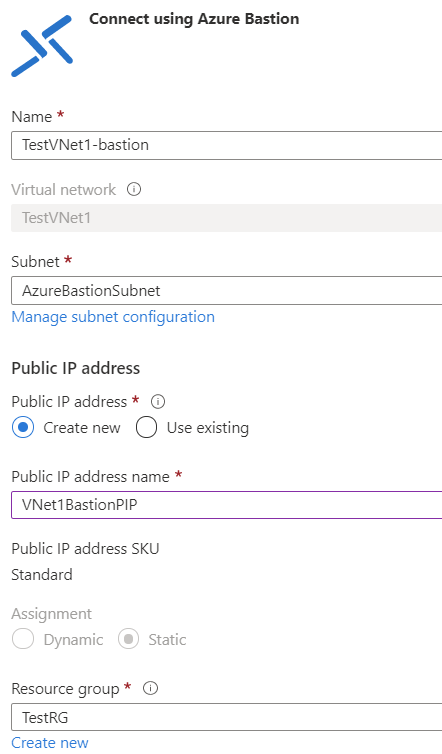 Connect using Azure Bastion
Name *
TestVNet1-bastion
Virtual network
TestVNet1
Subnet *
AzureBastionSubnet
Manage subnet configuration
Public IP address
Public IP address *
Create new Use existing
Public IP address name *
VNet1BastionPIP
Public IP address SKU
Standard
Assignment
Dynamic Static
Resource group *
TestRG
Create new